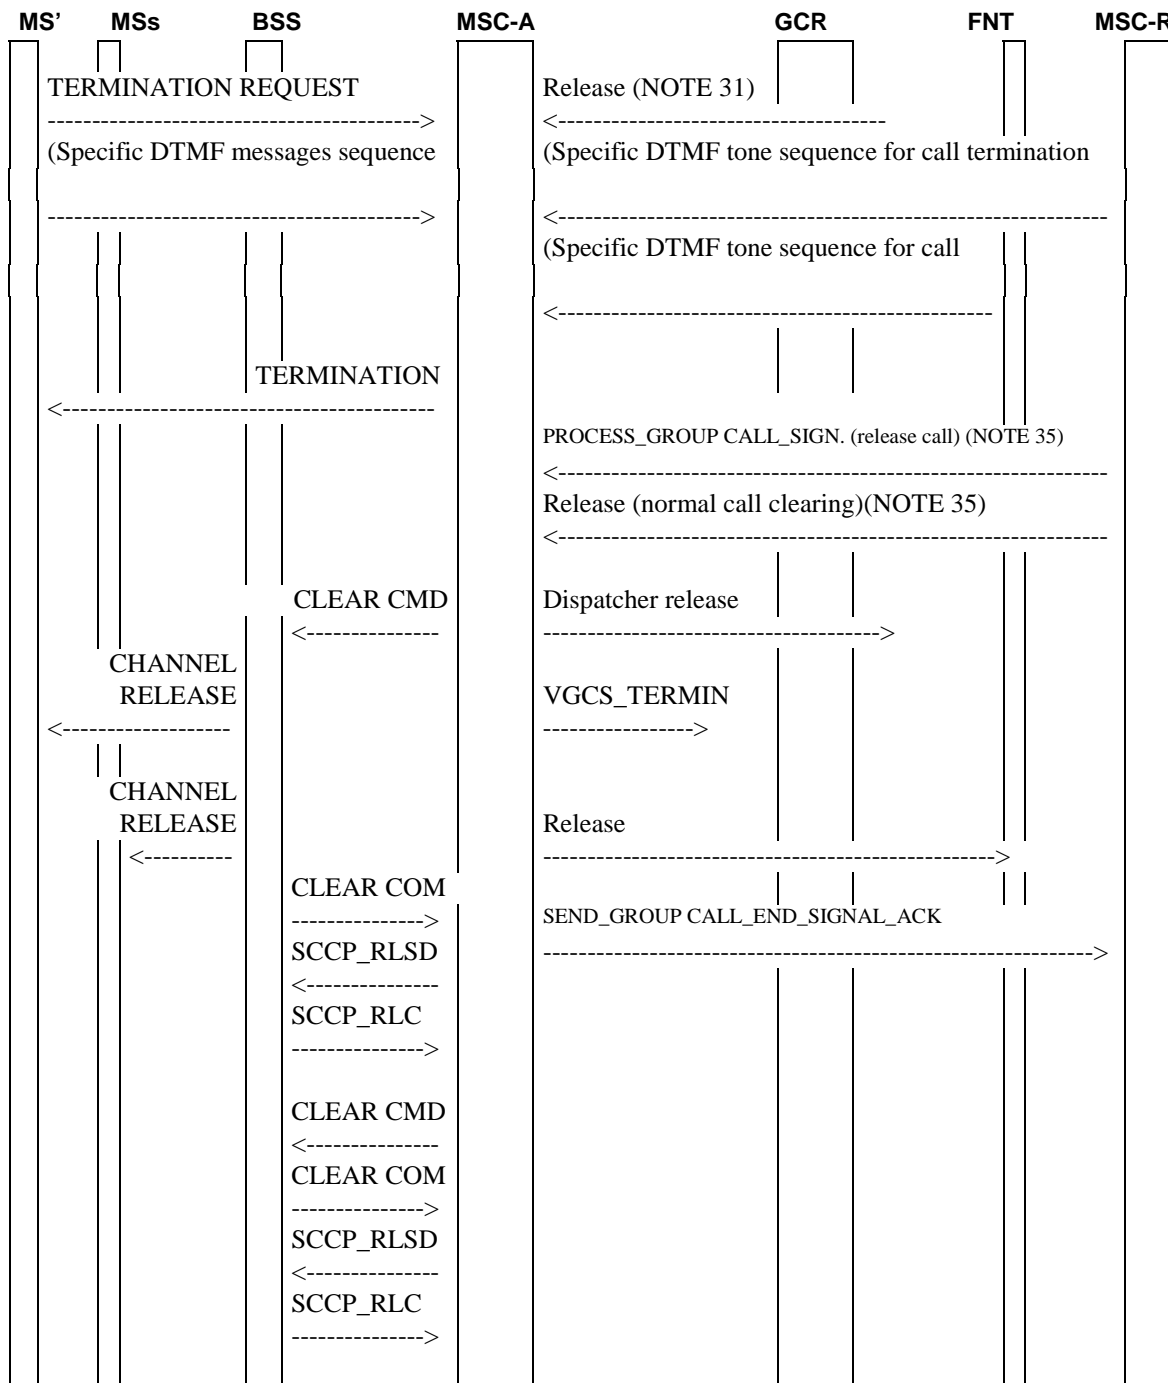 MS’ MSs BSS MSC-A GCR FNT MSC-R
TERMINATION REQUEST Release (NOTE 31)
------------------------------------------> <-------------------------------------
(Specific DTMF messages sequence (Specific DTMF tone sequence for call termination
------------------------------------------> <--------------------------------------------------------------
(Specific DTMF tone sequence for call
<-------------------------------------------------
TERMINATION
<------------------------------------------
PROCESS_GROUP CALL_SIGN. (release call) (NOTE 35)
<--------------------------------------------------------------
Release (normal call clearing)(NOTE 35)
<--------------------------------------------------------------
CLEAR CMD Dispatcher release
<--------------- -------------------------------------->
CHANNEL
RELEASE VGCS_TERMIN
<------------------- ----------------->
CHANNEL
RELEASE Release
<---------- --------------------------------------------------->
CLEAR COM
---------------> SEND_GROUP CALL_END_SIGNAL_ACK
SCCP_RLSD -------------------------------------------------------------->
<---------------
SCCP_RLC
--------------->
CLEAR CMD
<---------------
CLEAR COM
--------------->
SCCP_RLSD
<---------------
SCCP_RLC
--------------->